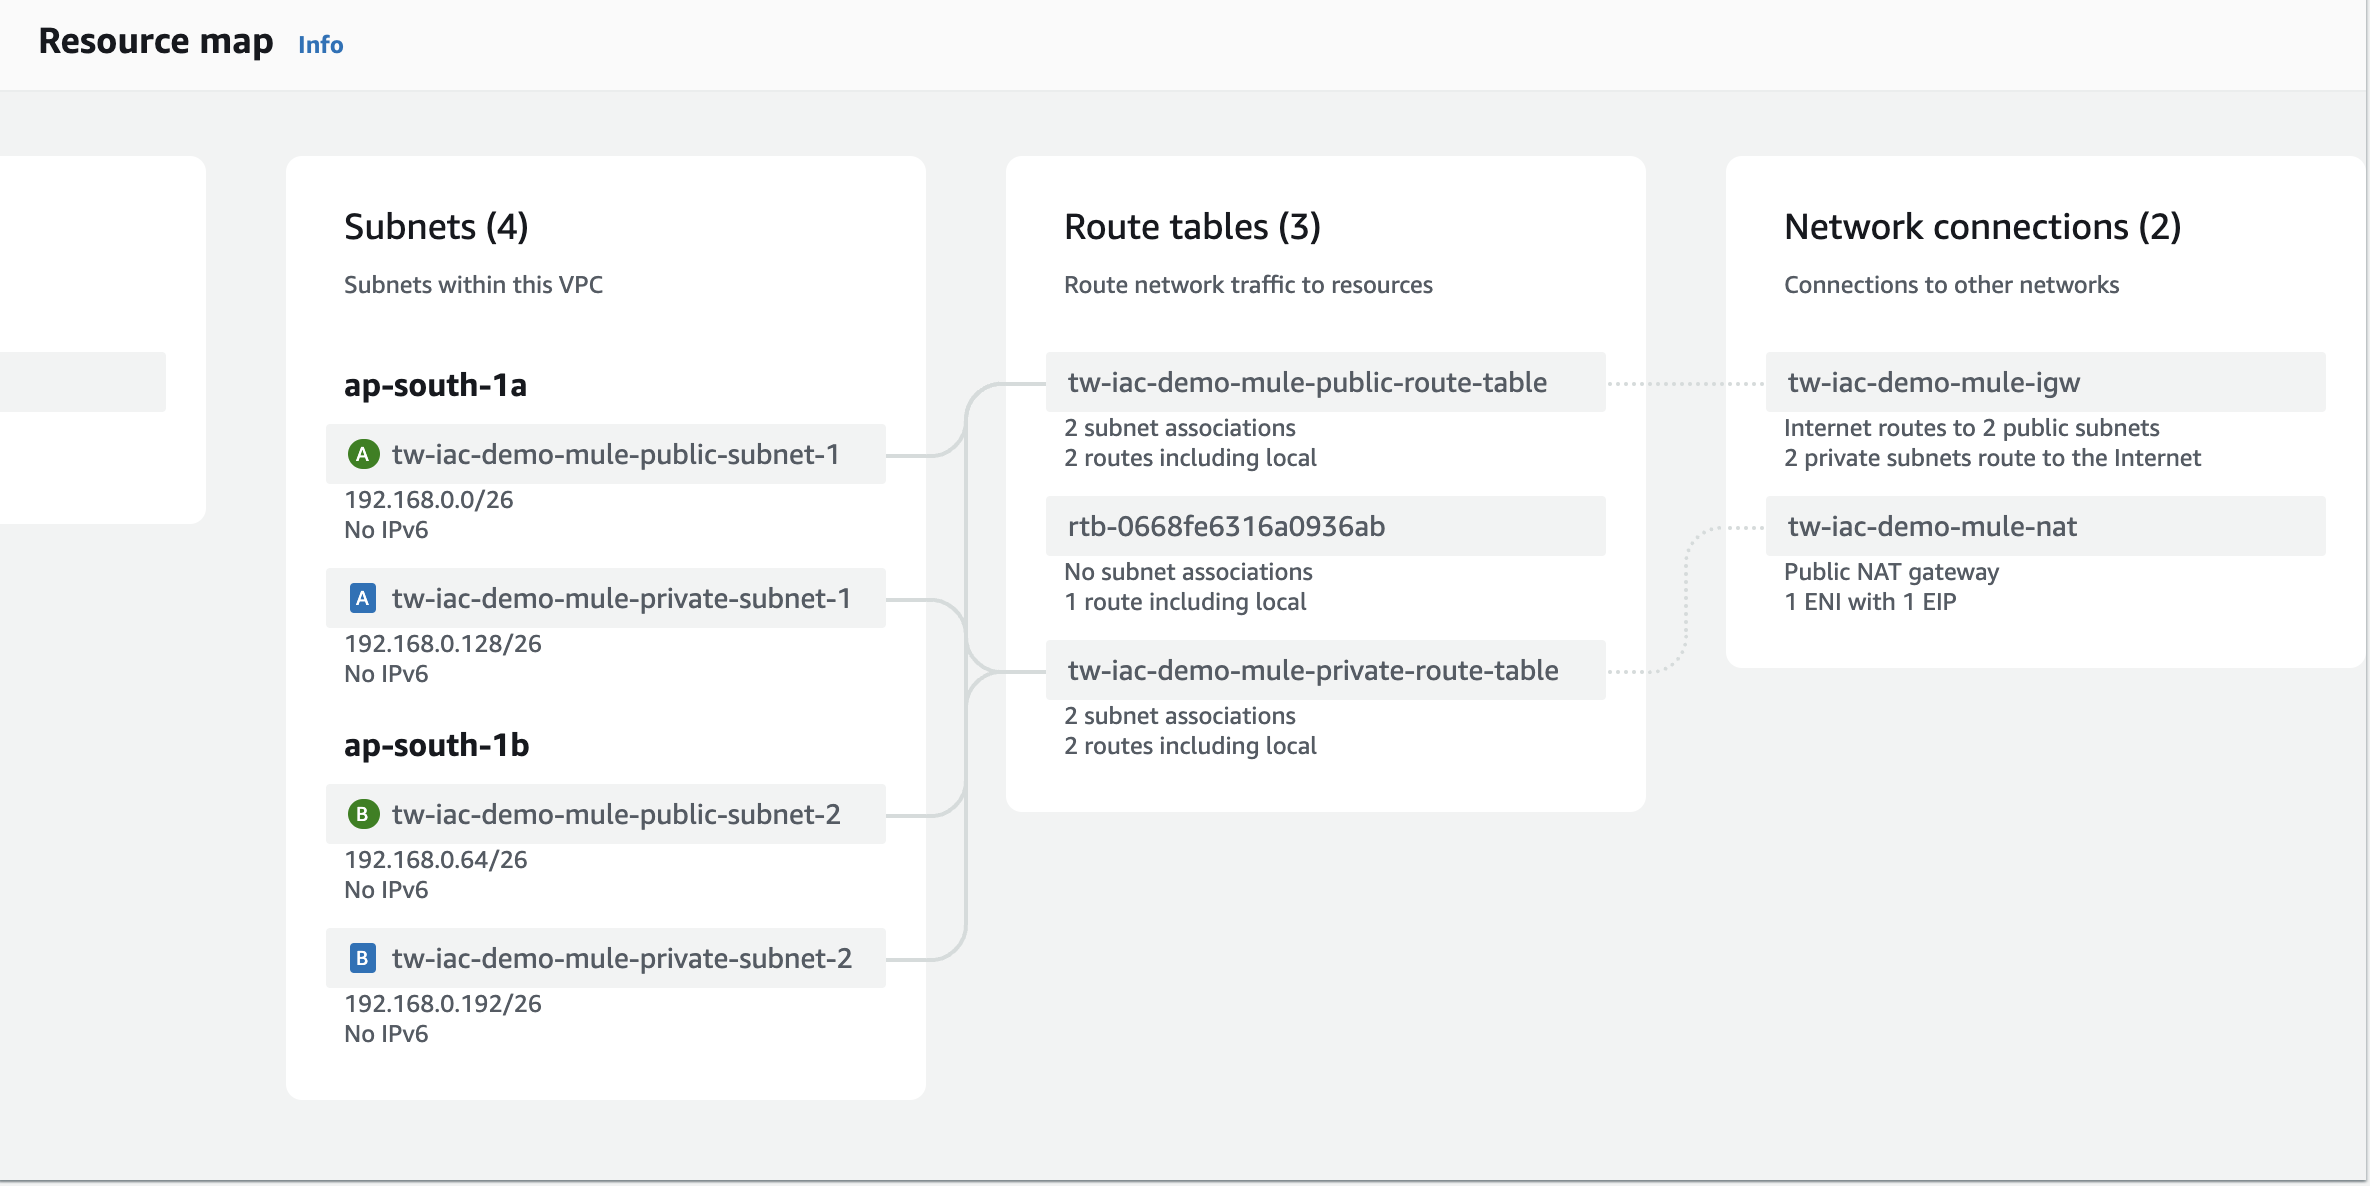 Resource map Info
Subnets (4)
Subnets within this VPC
ap-south-1a
A tw-iac-demo-mule-public-subnet-1
192.168.0.0/26
No IPv6
A tw-iac-demo-mule-private-subnet-1
192.168.0.128/26
No IPv6
ap-south-1b
B tw-iac-demo-mule-public-subnet-2
192.168.0.64/26
No IPv6
B tw-iac-demo-mule-private-subnet-2
192.168.0.192/26
No IPv6
Route tables (3)
Route network traffic to resources
tw-iac-demo-mule-public-route-table
2 subnet associations
2 routes including local
rtb-0668fe6316a0936ab
No subnet associations
1 route including local
tw-iac-demo-mule-private-route-table
2 subnet associations
2 routes including local
Network connections (2)
Connections to other networks
tw-iac-demo-mule-igw
Internet routes to 2 public subnets
2 private subnets route to the Internet
tw-iac-demo-mule-nat
Public NAT gateway
1 ENI with 1 EIP